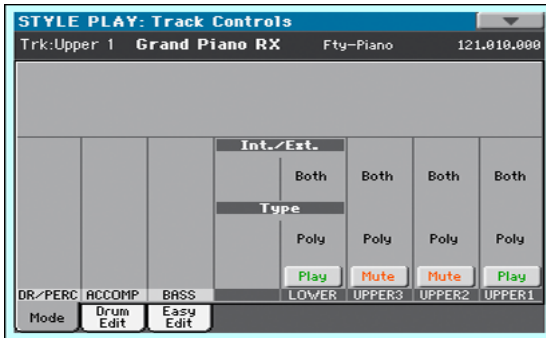 STYLE PLAY: Track Controls
Trk:Upper 1 Grand Piano RX Fty-Piano 121.010.000
Int./Ext.
Both Both Both Both
Type
Poly Poly Poly Poly
Play Mute Mute Play
DR/PERC ACCOMP BASS LOWER UPPER3 UPPER2 UPPER1
Mode Drum Edit Easy Edit